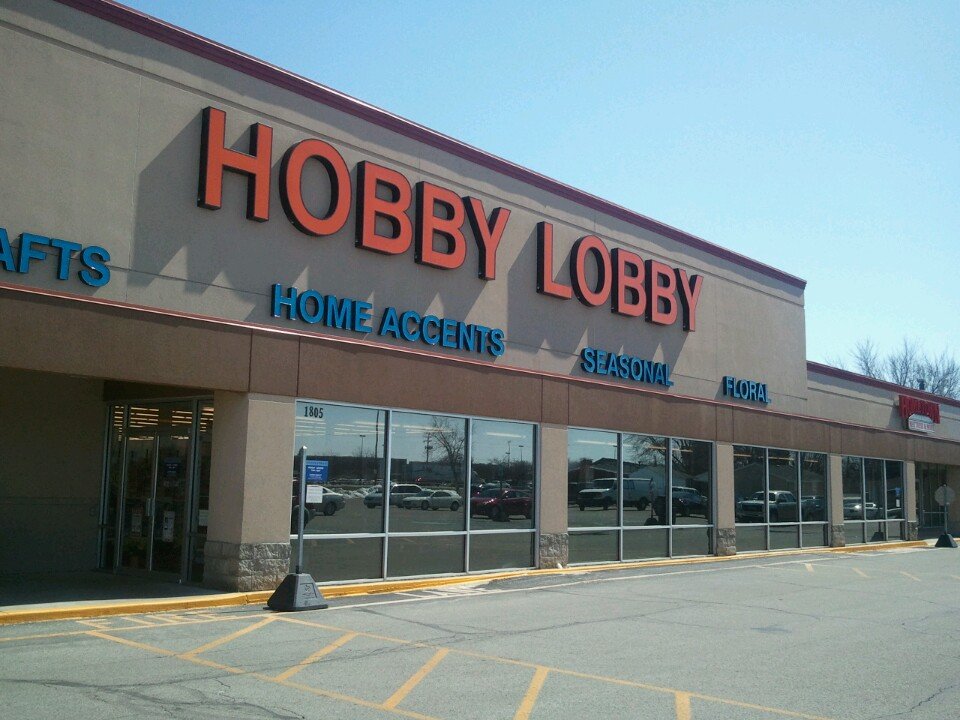 HOBBY LOBBY
AFTS
HOME ACCENTS
SEASONAL
FLORAL
1805